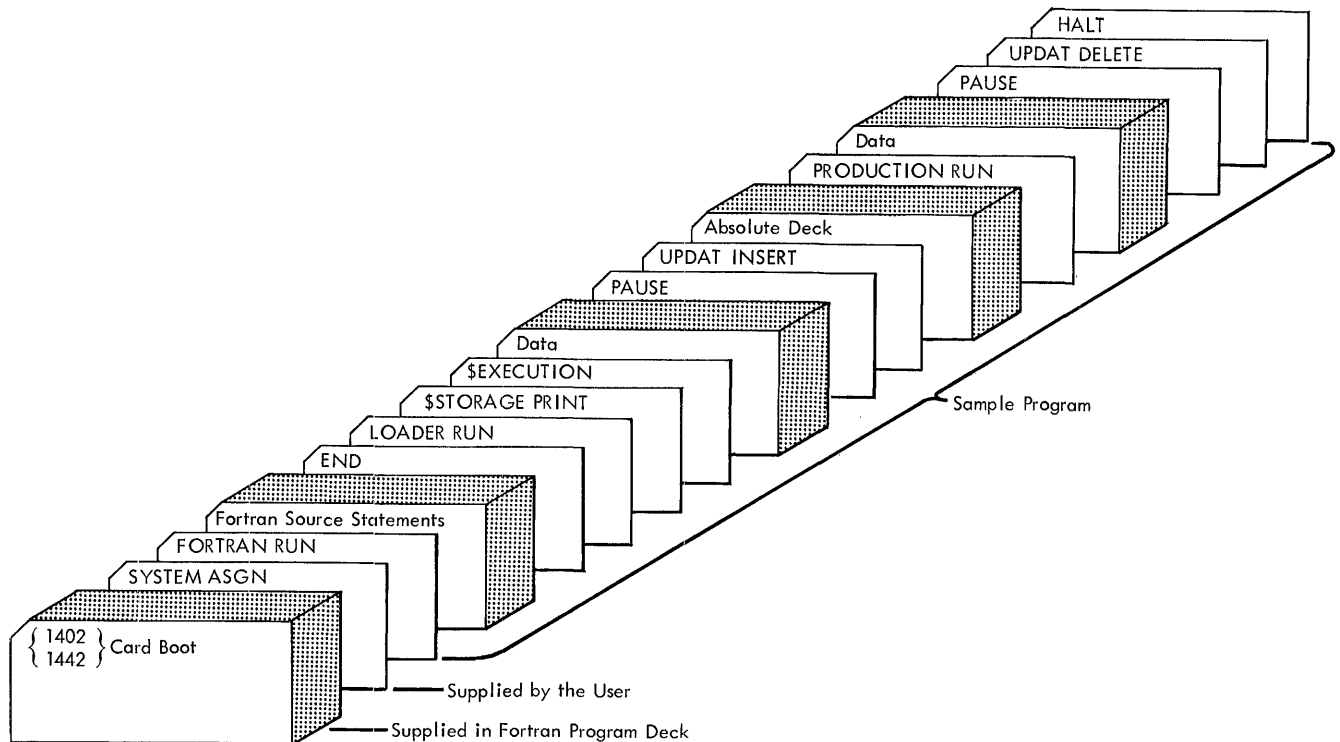 HALT
UPDAT DELETE
PAUSE
Data
PRODUCTION RUN
Absolute Deck
UPDAT INSERT
PAUSE
Data
$EXECUTION
$STORAGE PRINT
Sample Program
LOADER RUN
END
Fortran Source Statements
FORTRAN RUN
SYSTEM ASGN
{ 1402
1442 } Card Boot
Supplied by the User
Supplied in Fortran Program Deck